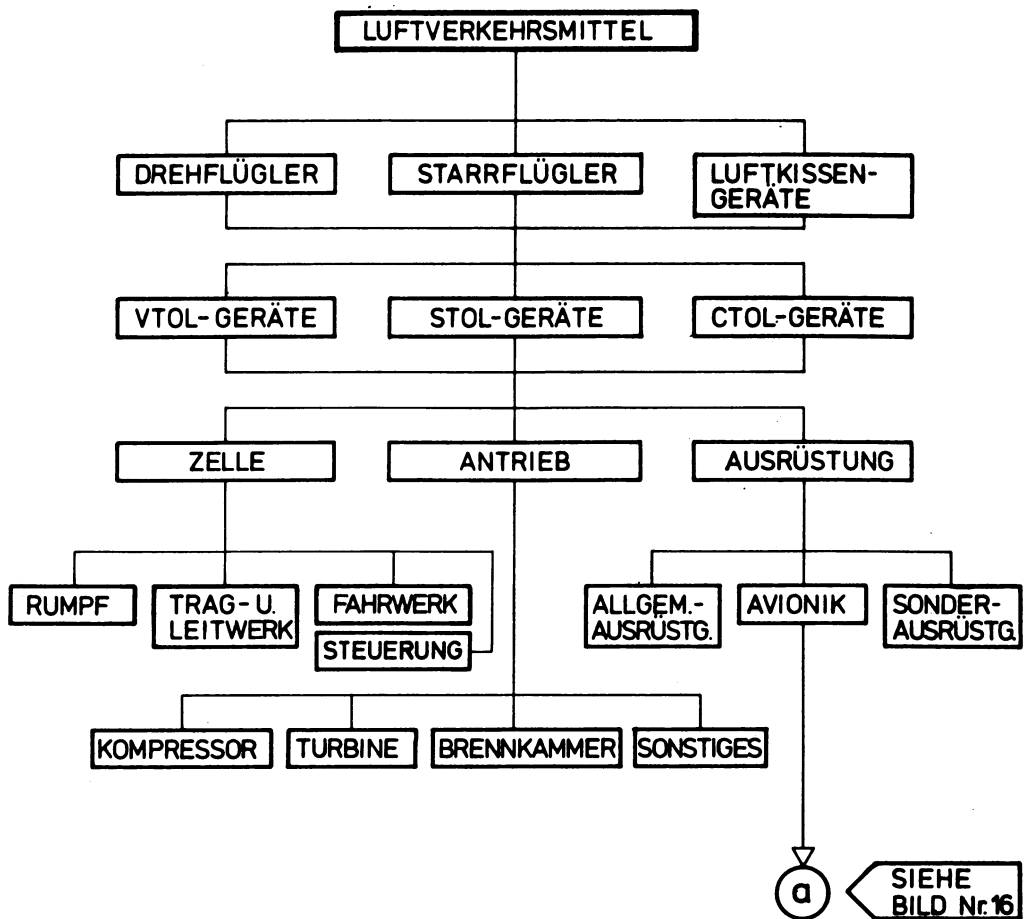 LUFTVERKEHRSMITTEL
DREHFLÜGLER
STARRFLÜGLER
LUFTKISSEN-
GERÄTE
VTOL-GERÄTE
STOL-GERÄTE
CTOL-GERÄTE
ZELLE
ANTRIEB
AUSRÜSTUNG
RUMPF
TRAG- U.
LEITWERK
FAHRWERK
STEUERUNG
ALLGEM.-
AUSRÜSTG.
AVIONIK
SONDER-
AUSRÜSTG.
KOMPRESSOR
TURBINE
BRENNKAMMER
SONSTIGES
a
SIEHE
BILD Nr. 16